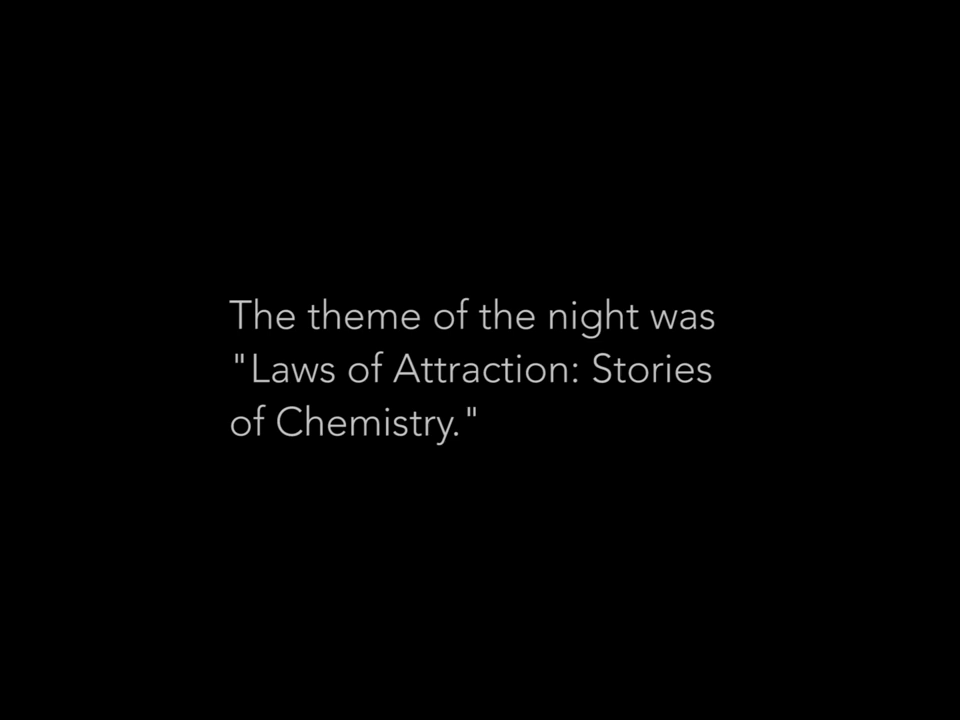 The theme of the night was
"Laws of Attraction: Stories
of Chemistry."